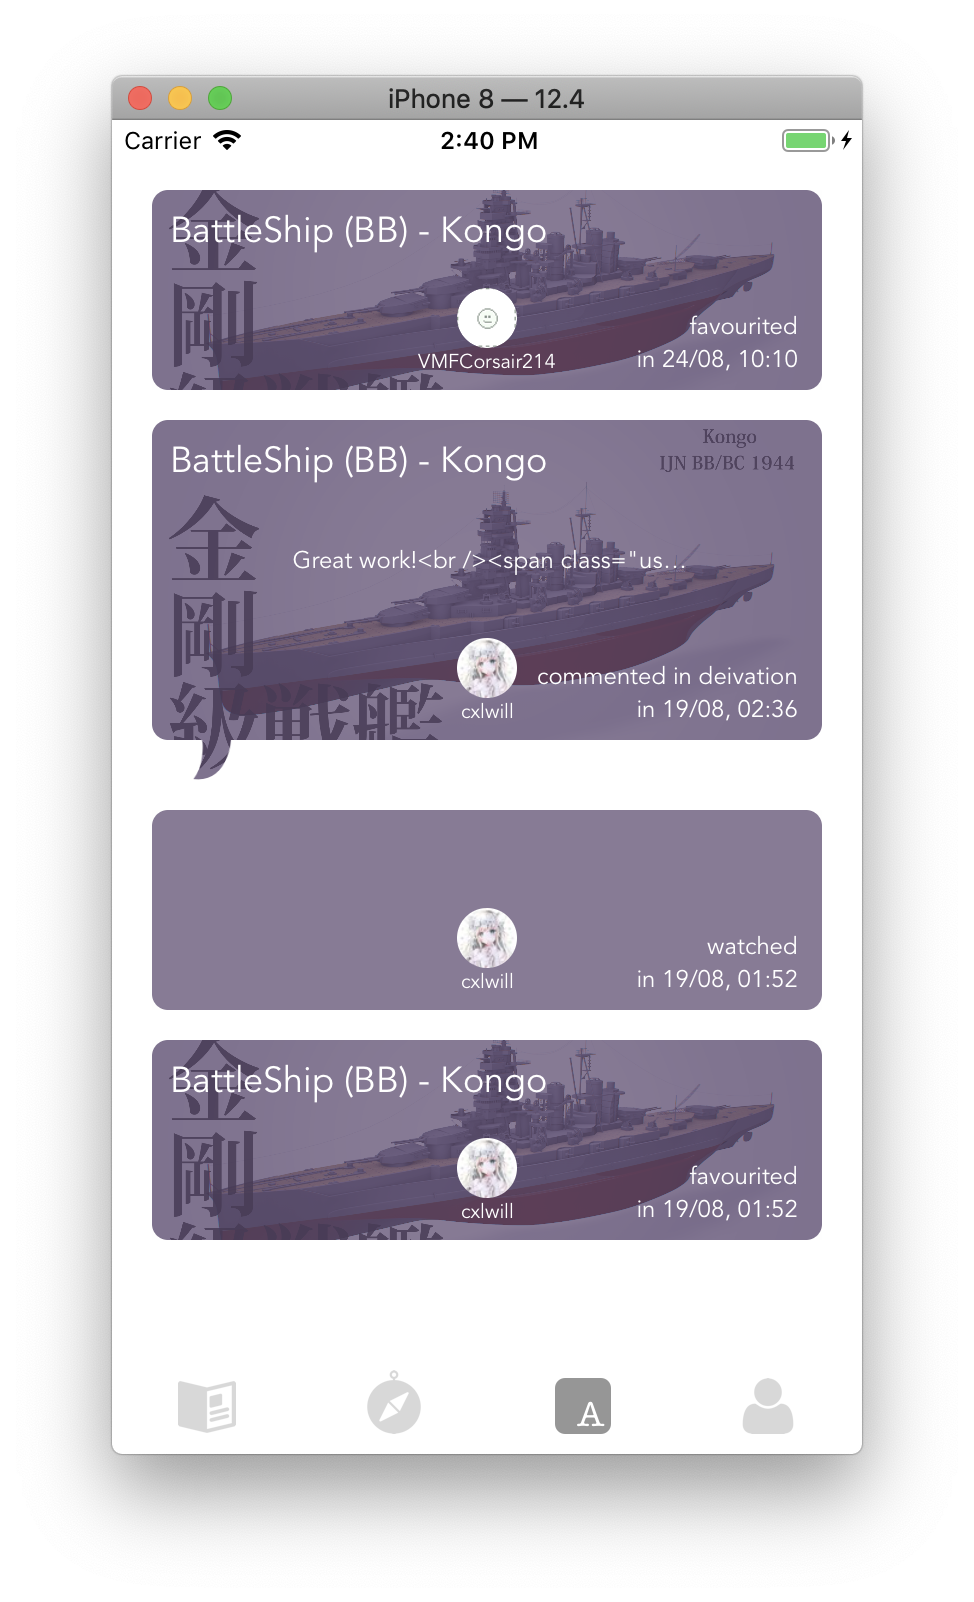 iPhone 8 — 12.4
Carrier
2:40 PM
BattleShip (BB) - Kongo
金剛
VMFCorsair214
favourited
in 24/08, 10:10
BattleShip (BB) - Kongo
Kongo
IJN BB/BC 1944
金剛
級戦艦
Great work!<br /><span class="us...
cxlwill
commented in deivation
in 19/08, 02:36
cxlwill
watched
in 19/08, 01:52
BattleShip (BB) - Kongo
金剛
cxlwill
favourited
in 19/08, 01:52
A